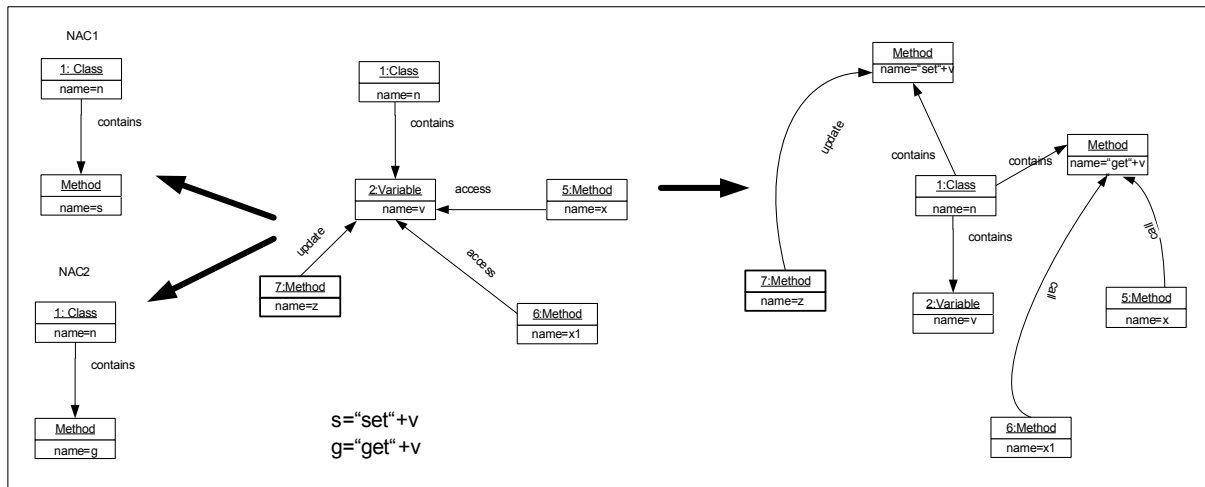 NAC1
1: Class
name=n
contains
Method
name=s
NAC2
1: Class
name=n
contains
Method
name=g
1:Class
name=n
contains
2:Variable
name=v
access
5:Method
name=x
update
access
7:Method
name=z
6:Method
name=x1
s="set"+v
g="get"+v
Method
name="set"+v
update
contains
contains
Method
name="get"+v
1:Class
name=n
contains
call
call
7:Method
name=z
2:Variable
name=v
5:Method
name=x
6:Method
name=x1